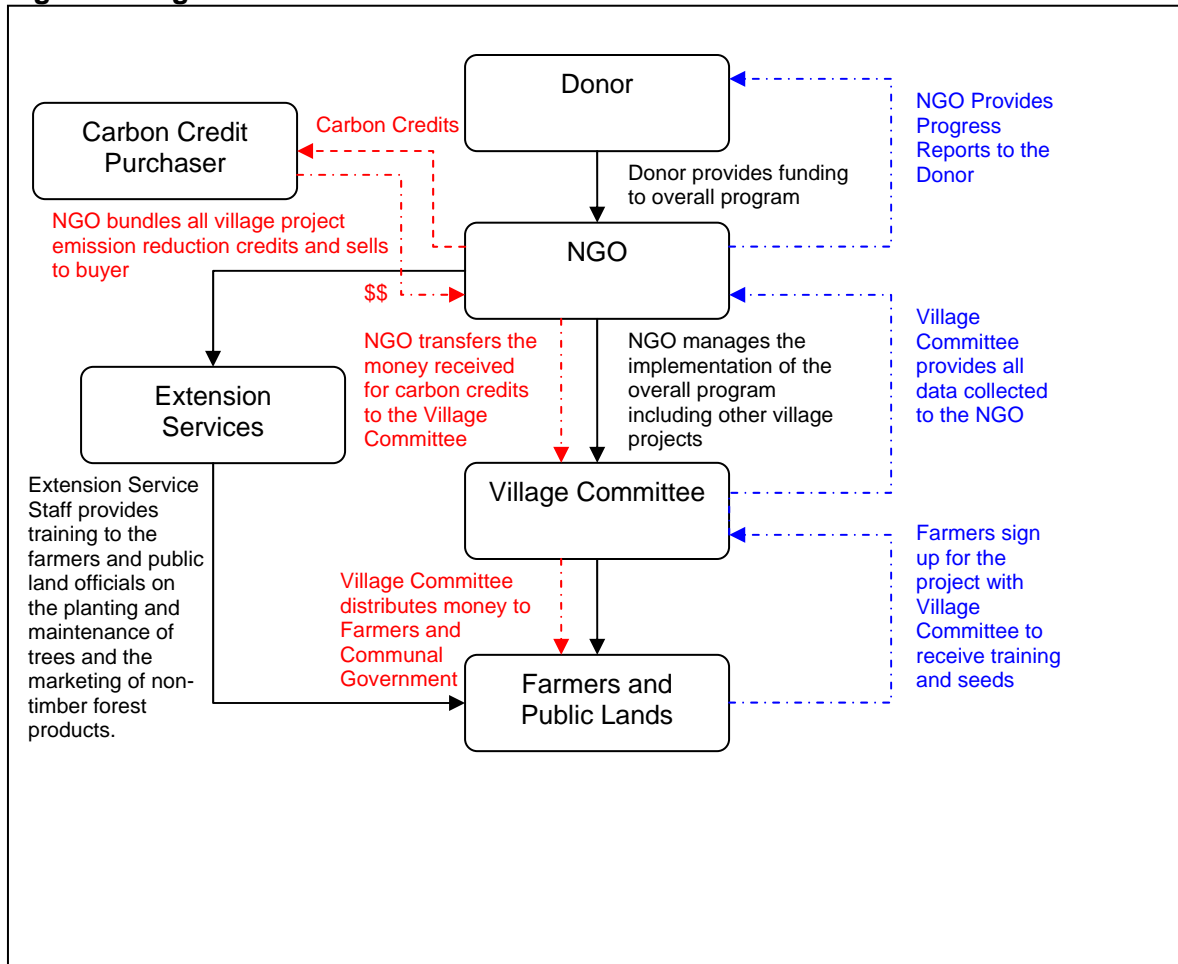 Donor
NGO Provides
Progress
Reports to the
Donor
Carbon Credit
Purchaser
Carbon Credits
Donor provides funding
to overall program
NGO bundles all village project
emission reduction credits and sells
to buyer
NGO
$$
NGO transfers the
money received
for carbon credits
to the Village
Committee
NGO manages the
implementation of the
overall program
including other village
projects
Village
Committee
provides all
data collected
to the NGO
Extension
Services
Village Committee
Extension Service
Staff provides
training to the
farmers and public
land officials on
the planting and
maintenance of
trees and the
marketing of non-
timber forest
products.
Village Committee
distributes money to
Farmers and
Communal
Government
Farmers sign
up for the
project with
Village
Committee to
receive training
and seeds
Farmers and
Public Lands